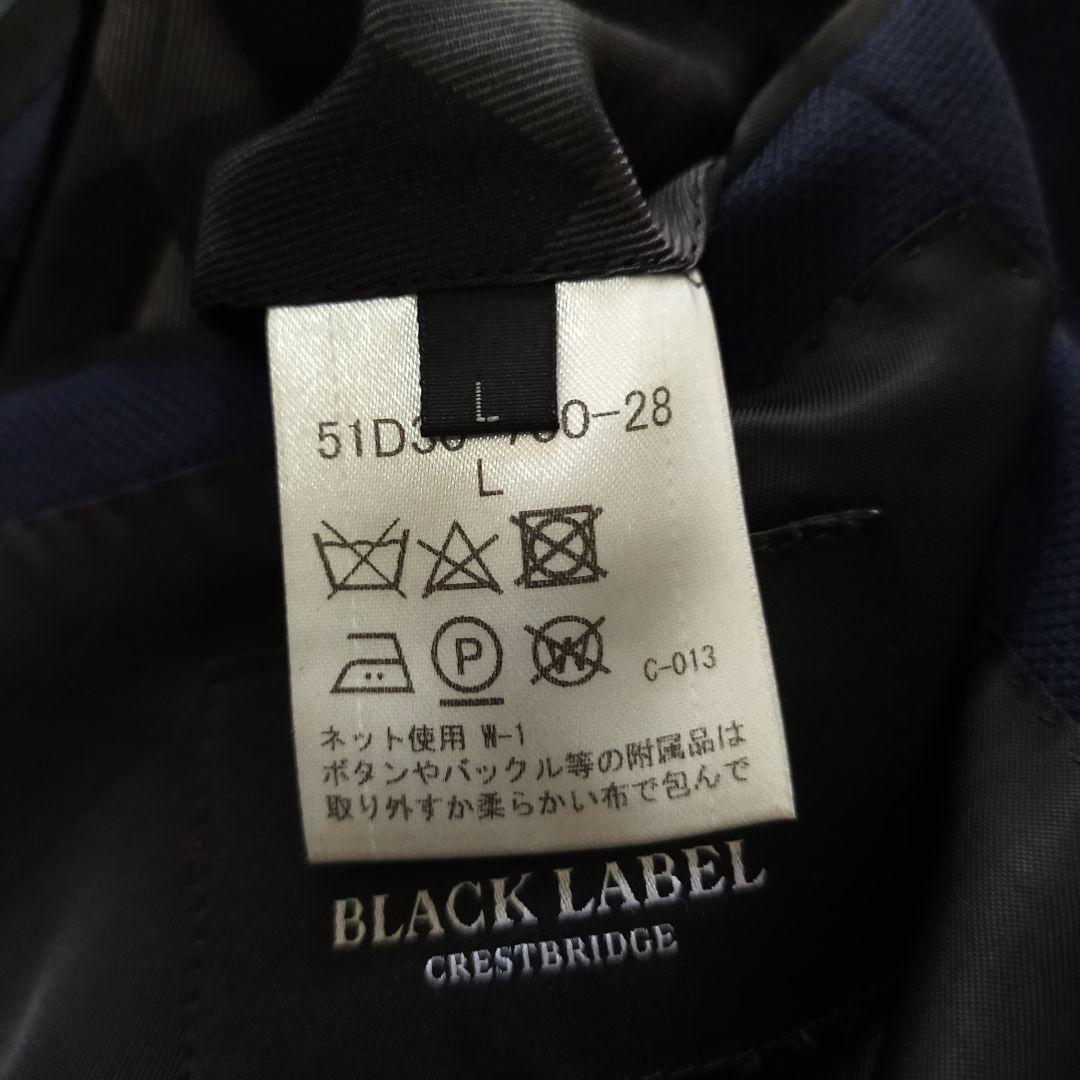 L
-28
L
P
W
C-013
ネット使用 W-1
ボタンやバックル等の附属品は
取り外すか柔らかい布で包んで
BLACK LABEL
CRESTBRIDGE